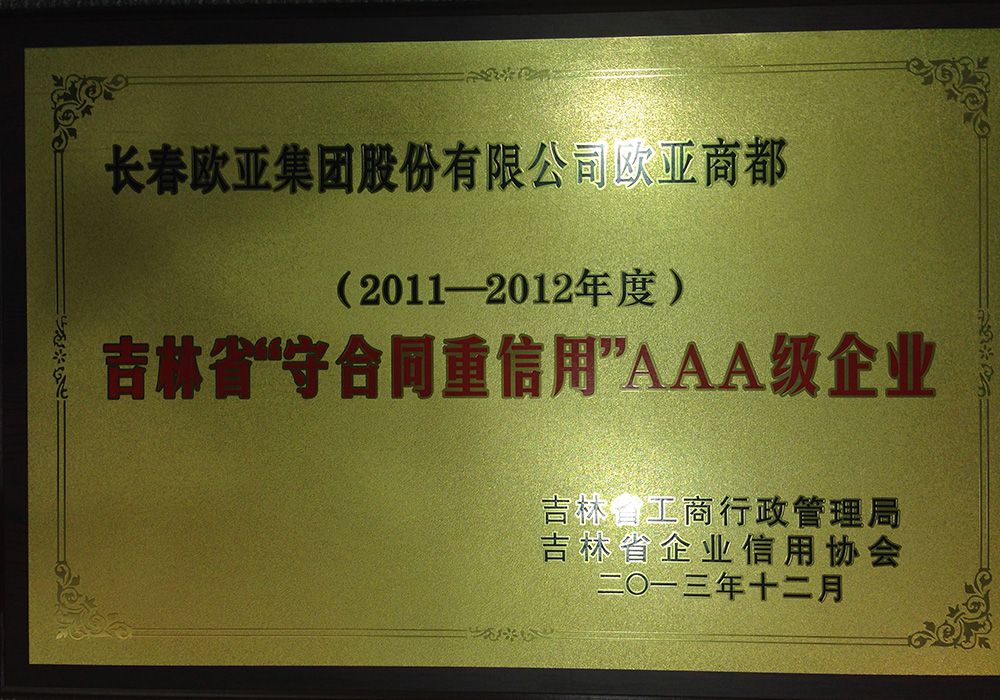 长春欧亚集团股份有限公司欧亚商都
（2011—2012年度）
吉林省“守合同重信用”AAA级企业
吉林省工商行政管理局
吉林省企业信用协会
二〇一三年十二月